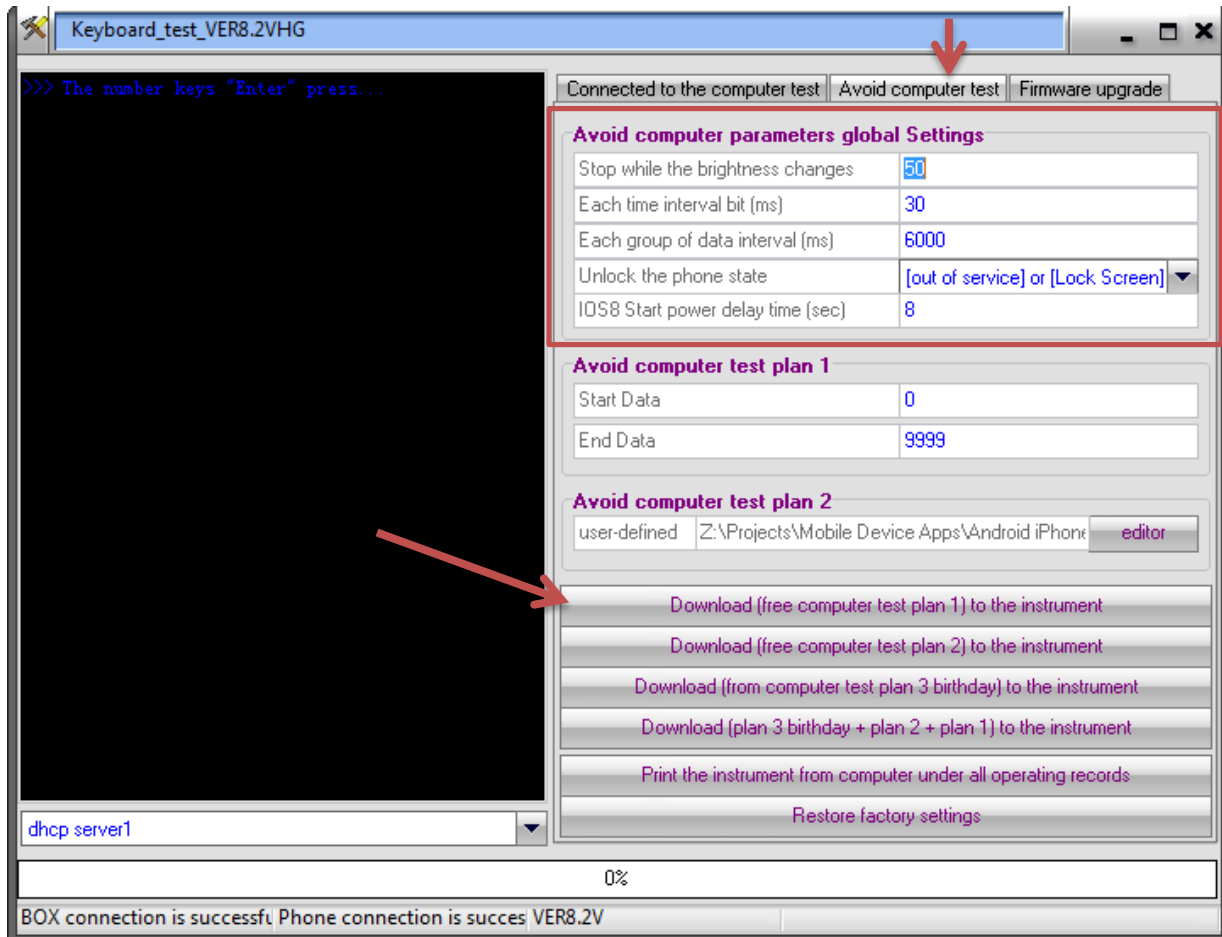 Keyboard_test_VER8.2VHG
>>> The number keys "Enter" press...
Connected to the computer test
Avoid computer test
Firmware upgrade
Avoid computer parameters global Settings
Stop while the brightness changes 50
Each time interval bit (ms) 30
Each group of data interval (ms) 6000
Unlock the phone state [out of service] or [Lock Screen]
IOS8 Start power delay time (sec) 8
Avoid computer test plan 1
Start Data 0
End Data 9999
Avoid computer test plan 2
user-defined Z:\Projects\Mobile Device Apps\Android iPhone editor
Download (free computer test plan 1) to the instrument
Download (free computer test plan 2) to the instrument
Download (from computer test plan 3 birthday) to the instrument
Download (plan 3 birthday + plan 2 + plan 1) to the instrument
Print the instrument from computer under all operating records
Restore factory settings
dhcp server1
0%
BOX connection is successfu Phone connection is succes VER8.2V